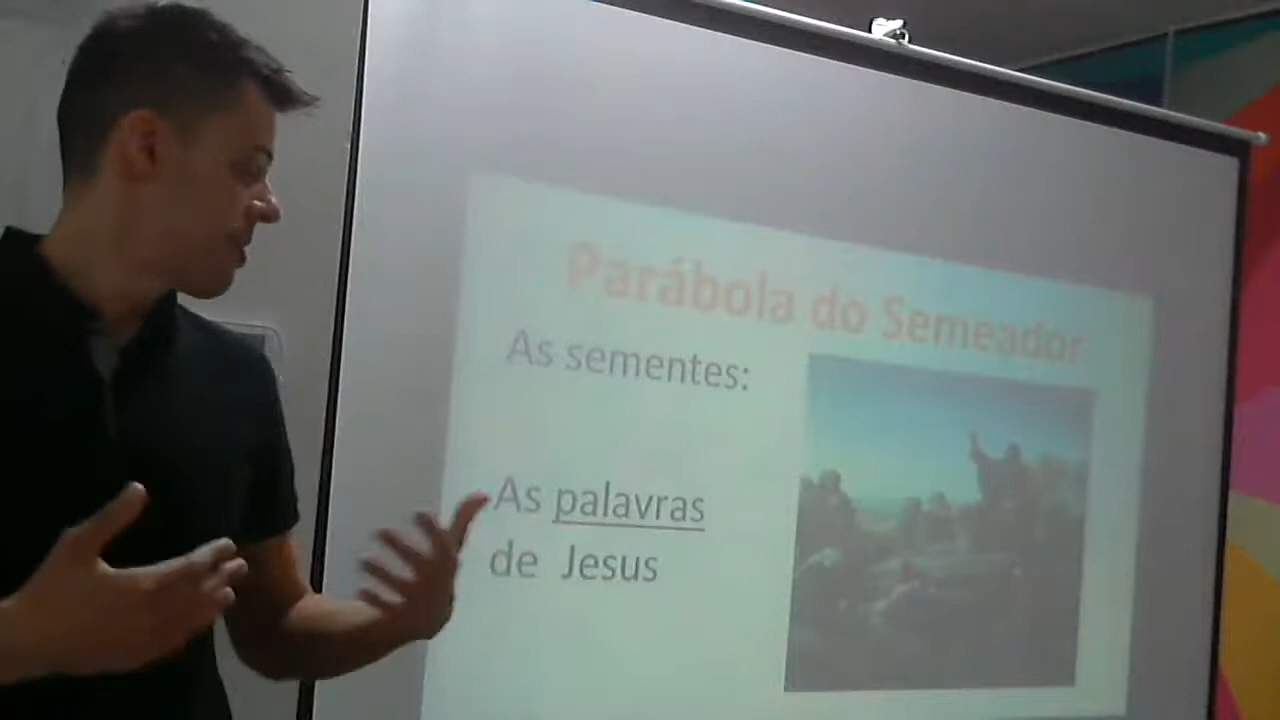 Parábola do Semeador
As sementes:
As palavras
de Jesus